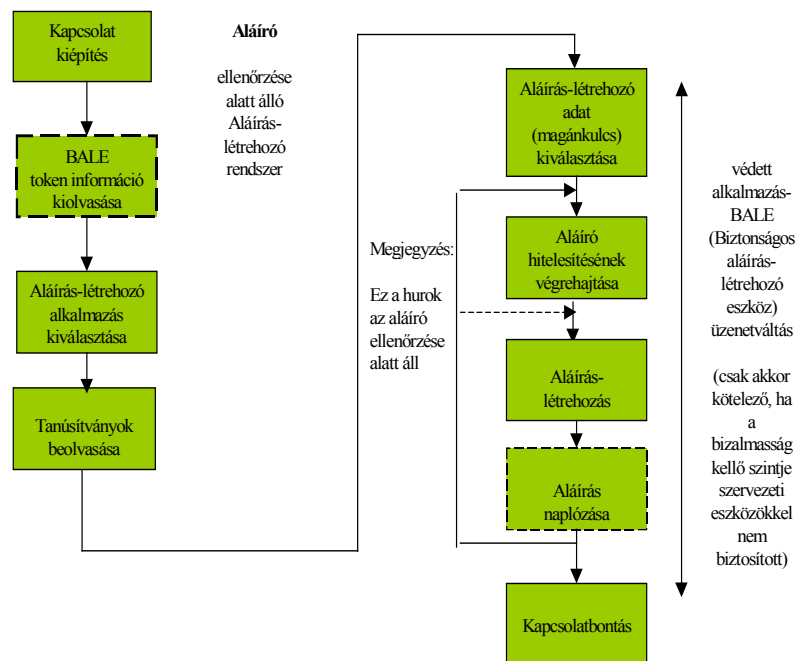 Kapcsolat
kiépítés
BALE
token információ
kiolvasása
Aláírás-létrehozó
alkalmazás
kiválasztása
Tanúsítványok
beolvasása
Aláíró
ellenőrzése
alatt álló
Aláírás-
létrehozó
rendszer
Aláírás-létrehozó
adat
(magánkulcs)
kiválasztása
Aláíró
hitelesítésének
végrehajtása
Aláírás-
létrehozás
Aláírás
naplózása
Kapcsolatbontás
Megjegyzés:
Ez a hurok
az aláíró
ellenőrzése
alatt áll
védett
alkalmazás-
BALE
(Biztonságos
aláírás-
létrehozó
eszköz)
üzenetváltás
(csak akkor
kötelező, ha
a
bizalmasság
kellő szintje
szervezeti
eszközökkel
nem
biztosított)